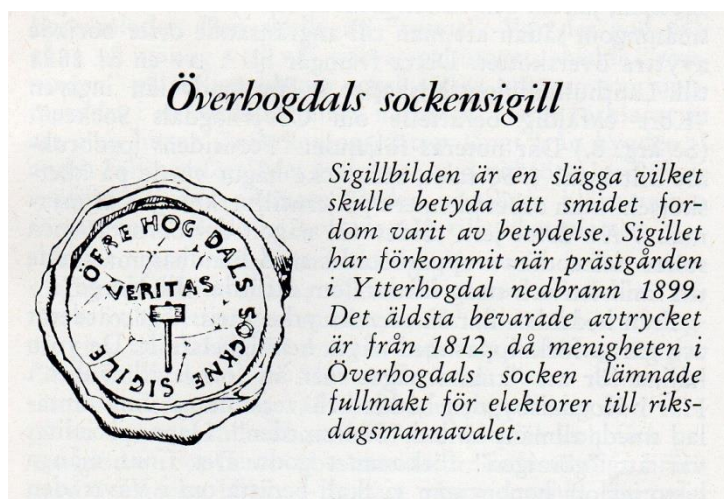 Överhogdals sockensigill
ÖFRE HOG DALS SOCKNE SIGILL
VERITAS
Sigillbilden är en slägga vilket
skulle betyda att smidet for-
dom varit av betydelse. Sigillet
har förkommit när prästgården
i Ytterhogdal nedbrann 1899.
Det äldsta bevarade avtrycket
är från 1812, då menigheten i
Överhogdals socken lämnade
fullmakt för elektorer till riks-
dagsmannavalet.